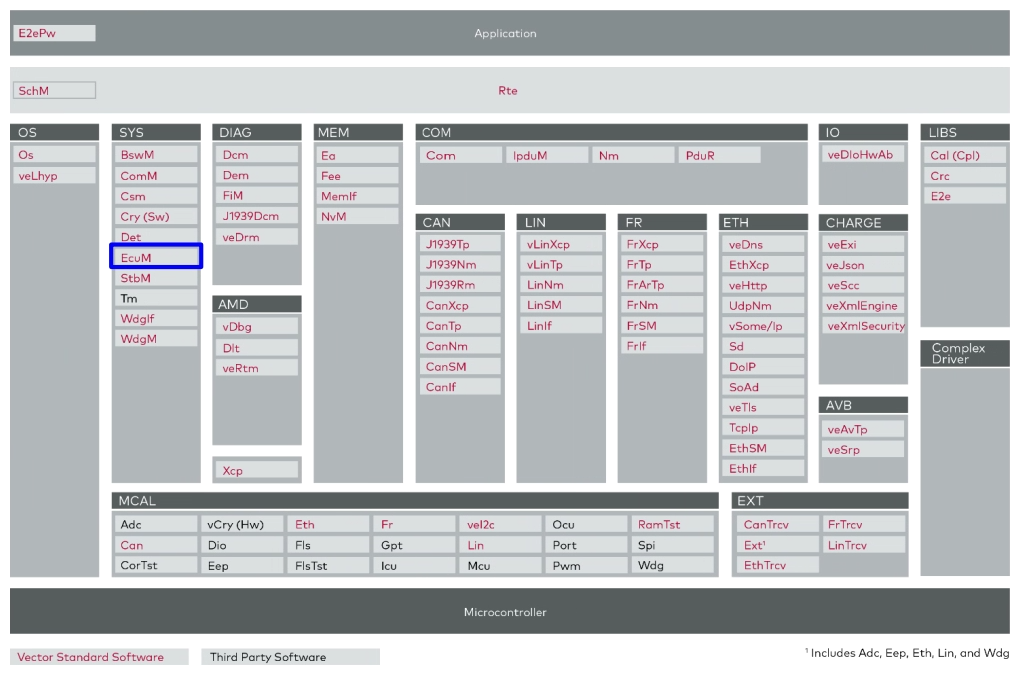 E2ePw
Application
SchM
Rte
OS
Os
veLhyp
SYS
BswM
ComM
Csm
Cry (Sw)
Det
EcuM
StbM
Tm
WdgIf
WdgM
DIAG
Dcm
Dem
FiM
J1939Dcm
veDrm
AMD
vDbg
Dlt
veRtm
Xcp
MEM
Ea
Fee
MemIf
NvM
COM
Com
IpduM
Nm
PduR
CAN
J1939Tp
J1939Nm
J1939Rm
CanXcp
CanTp
CanNm
CanSM
CanIf
LIN
vLinXcp
vLinTp
LinNm
LinSM
LinIf
FR
FrXcp
FrTp
FrArTp
FrNm
FrSM
FrIf
ETH
veDns
EthXcp
veHttp
UdpNm
vSome/Ip
Sd
DoIP
SoAd
veTls
TcpIp
EthSM
EthIf
IO
veDioHwAb
CHARGE
veExi
veJson
veScc
veXmlEngine
veXmlSecurity
AVB
veAvTp
veSrp
LIBS
Cal (Cpl)
Crc
E2e
Complex
Driver
MCAL
Adc vCry (Hw) Eth Fr veI2c Ocu RamTst
Can Dio Fls Gpt Lin Port Spi
CorTst Eep FlsTst Icu Mcu Pwm Wdg
EXT
CanTrcv FrTrcv
Ext¹ LinTrcv
EthTrcv
Microcontroller
Vector Standard Software
Third Party Software
¹ Includes Adc, Eep, Eth, Lin, and Wdg